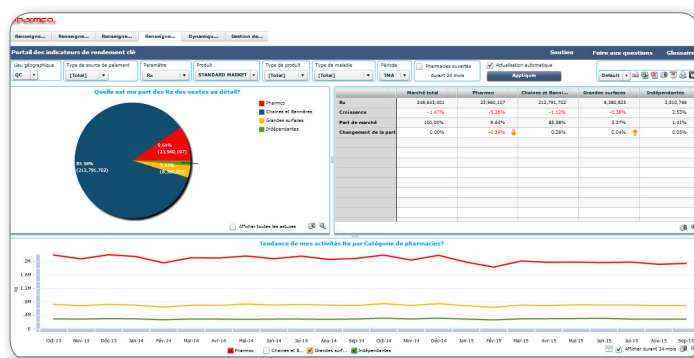 Renseigne... Renseigne... Renseigne... Renseigne... Dynamiqu... Gestion de...
Portail des indicateurs de rendement clé Soutien Foire aux questions Glossaire
Lieu géographique Type de source de paiement Paramètre Produit Type de produit Type de maladie Période Pharmacies ouvertes durant 24 mois Actualisation automatique
QC [Total] Rx STANDARD MARKET [Total] [Total] TMA Appliquer Default
Quelle est ma part des Rx des ventes au détail?
Pharmco
Chaines et Bannières
Grandes surfaces
Indépendantes
9.64%
(23,960,107)
85.58%
(212,791,702)
Afficher toutes les astuces
Marché total Pharmco Chaines et Banni... Grandes surfaces Indépendantes
Rx 248,643,401 23,960,107 212,791,702 8,380,825 3,510,766
Croissance -1.47% -5.26% -1.12% -0.38% 2.53%
Part de marché 100.00% 9.64% 85.58% 3.37% 1.41%
Changement de la part 0.00% -0.39% 0.29% 0.04% 0.05%
Tendance de mes activités Rx par Catégorie de pharmacies?
2M
1.6M
1.2M
.8M
.4M
0
Oct-13 Nov-13 Déc-13 Jan-14 Fév-14 Mar-14 Avr-14 Mai-14 Jun-14 Jui-14 Aou-14 Sep-14 Oct-14 Nov-14 Déc-14 Jan-15 Fév-15 Mar-15 Avr-15 Mai-15 Jun-15 Jui-15 Aou-15 Sep-15
Pharmco Chaines et B... Grandes surf... Indépendantes
Afficher durant 24 mois